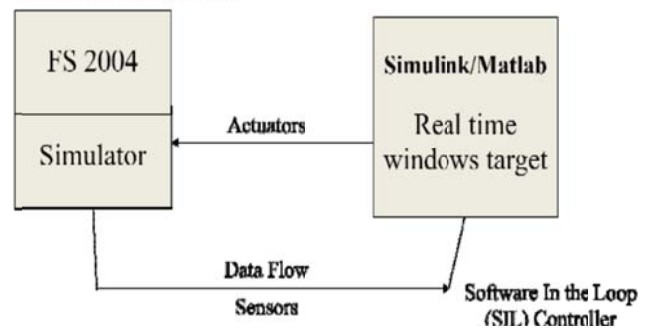 FS 2004
Simulator
Actuators
Simulink/Matlab
Real time
windows target
Data Flow
Sensors
Software In the Loop
(SIL) Controller